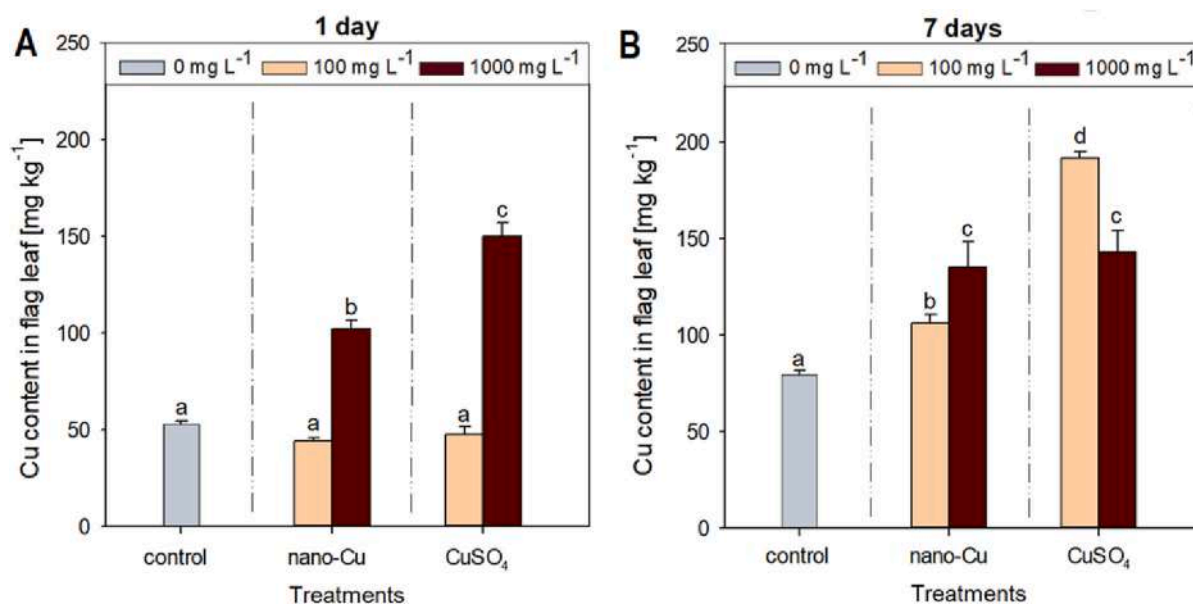 A
1 day
250
0 mg L⁻¹ 100 mg L⁻¹ 1000 mg L⁻¹
200
150
100
50
0
Cu content in flag leaf [mg kg⁻¹]
a
a
b
a
c
control nano-Cu CuSO₄
Treatments
B
7 days
250
0 mg L⁻¹ 100 mg L⁻¹ 1000 mg L⁻¹
200
150
100
50
0
Cu content in flag leaf [mg kg⁻¹]
a
b
c
d
c
control nano-Cu CuSO₄
Treatments